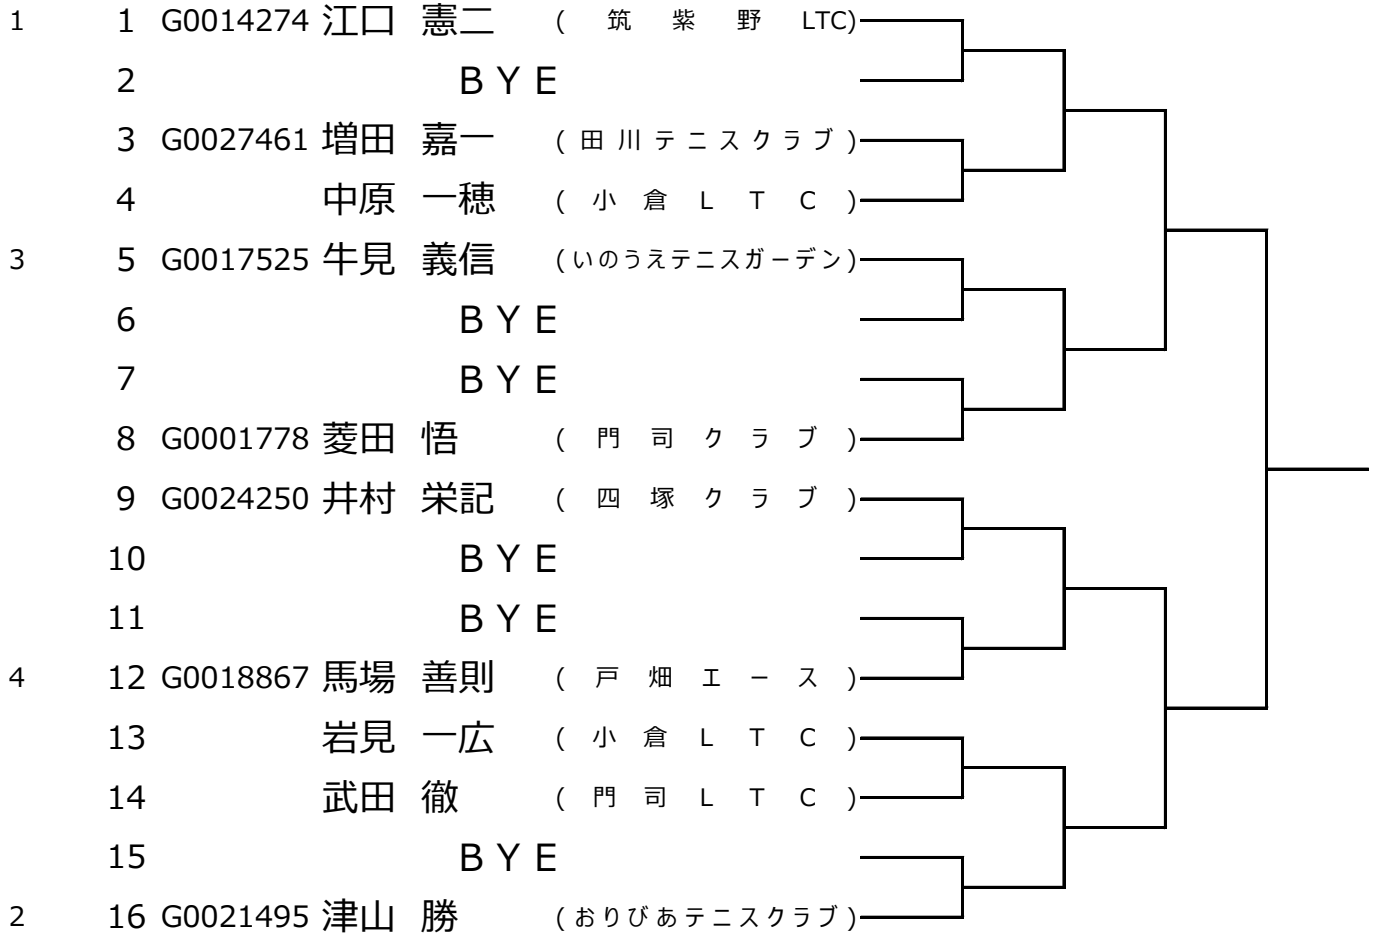 1 1 G0014274 江口 憲二 ( 筑 紫 野 LTC)
2 BYE
3 G0027461 増田 嘉一 ( 田川テニスクラブ )
4 中原 一穂 ( 小 倉 L T C )
3 5 G0017525 牛見 義信 (いのうえテニスガーデン)
6 BYE
7 BYE
8 G0001778 菱田 悟 ( 門 司 ク ラ ブ )
9 G0024250 井村 栄記 ( 四 塚 ク ラ ブ )
10 BYE
11 BYE
4 12 G0018867 馬場 善則 ( 戸 畑 エ ー ス )
13 岩見 一広 ( 小 倉 L T C )
14 武田 徹 ( 門 司 L T C )
15 BYE
2 16 G0021495 津山 勝 (おりびあテニスクラブ)